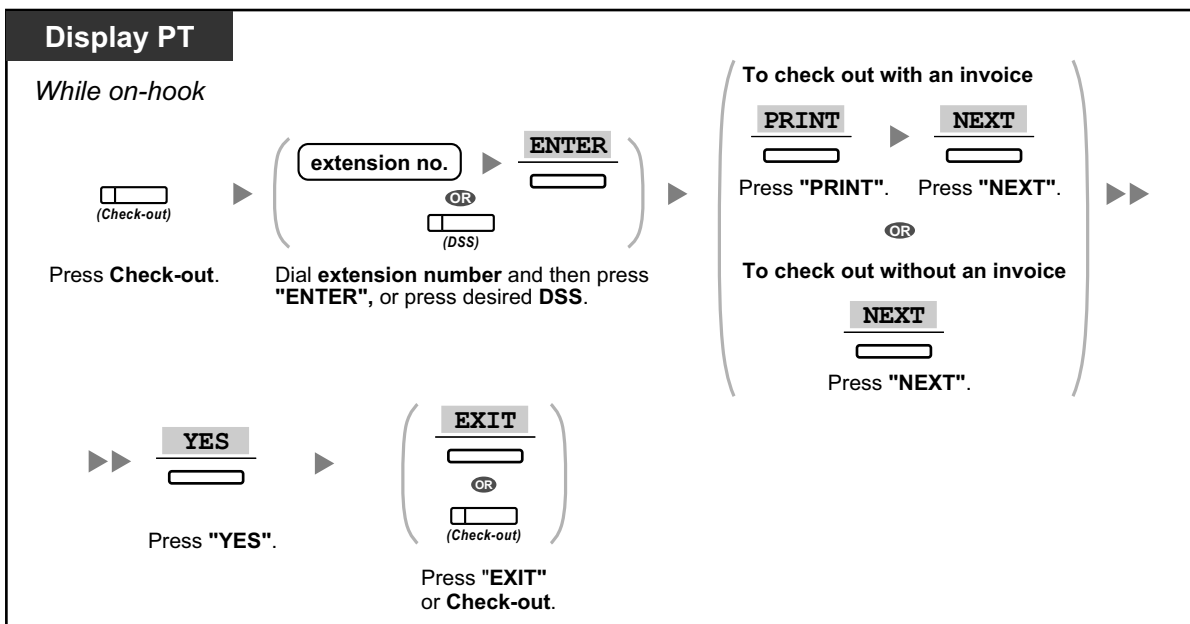 Display PT
While on-hook
(Check-out)
Press Check-out.
extension no.
ENTER
OR
(DSS)
Dial extension number and then press
"ENTER", or press desired DSS.
To check out with an invoice
PRINT
NEXT
Press "PRINT".
Press "NEXT".
OR
To check out without an invoice
NEXT
Press "NEXT".
YES
Press "YES".
EXIT
OR
(Check-out)
Press "EXIT"
or Check-out.